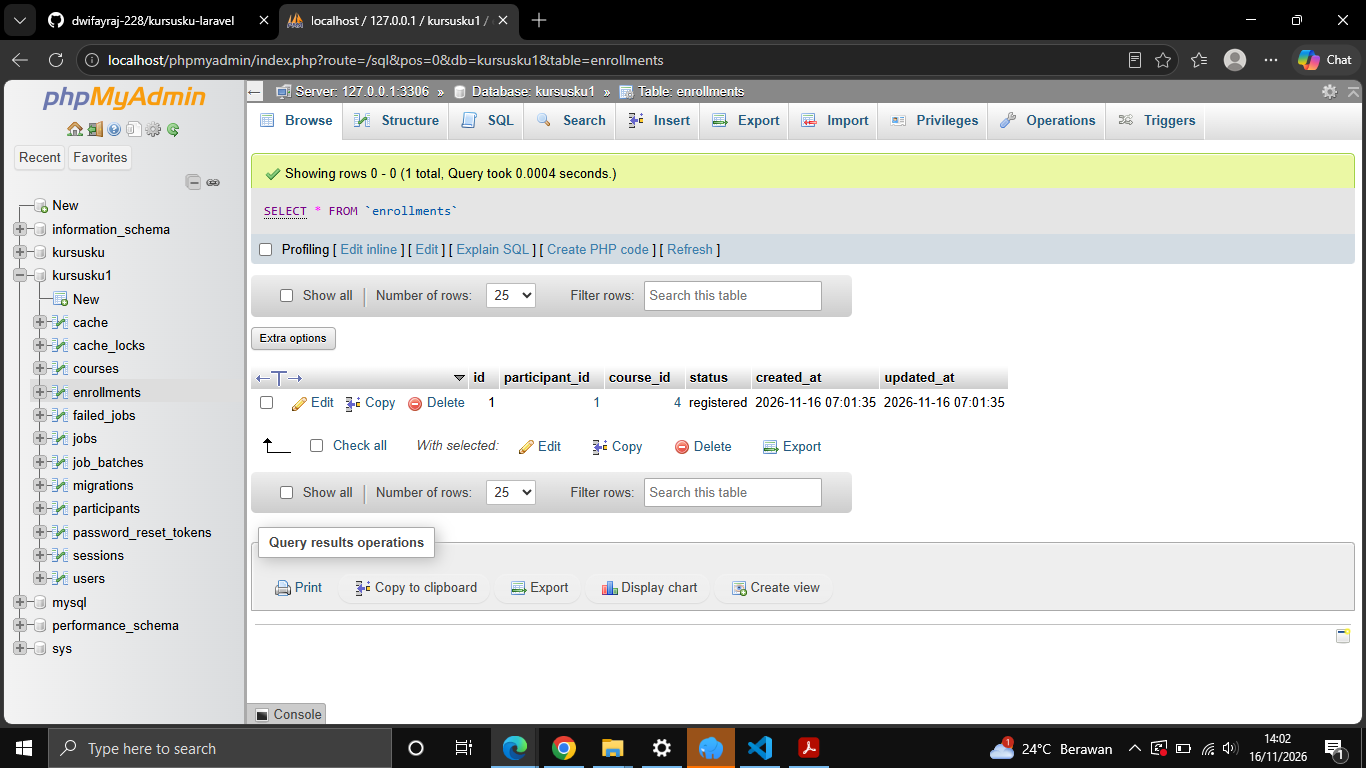 dwifayraj-228/kursusku-laravel
localhost / 127.0.0.1 / kursusku1 /
localhost/phpmyadmin/index.php?route=/sql&pos=0&db=kursusku1&table=enrollments
Chat
phpMyAdmin
Recent Favorites
New
information_schema
kursusku
kursusku1
New
cache
cache_locks
courses
enrollments
failed_jobs
jobs
job_batches
migrations
participants
password_reset_tokens
sessions
users
mysql
performance_schema
sys
Server: 127.0.0.1:3306 » Database: kursusku1 » Table: enrollments
Browse Structure SQL Search Insert Export Import Privileges Operations Triggers
Showing rows 0 - 0 (1 total, Query took 0.0004 seconds.)
SELECT * FROM `enrollments`
Profiling [ Edit inline ] [ Edit ] [ Explain SQL ] [ Create PHP code ] [ Refresh ]
Show all Number of rows: 25 Filter rows: Search this table
Extra options
id participant_id course_id status created_at updated_at
Edit Copy Delete 1 1 4 registered 2026-11-16 07:01:35 2026-11-16 07:01:35
Check all With selected: Edit Copy Delete Export
Show all Number of rows: 25 Filter rows: Search this table
Query results operations
Print Copy to clipboard Export Display chart Create view
Console
Type here to search
1
24°C Berawan
14:02
16/11/2026
1